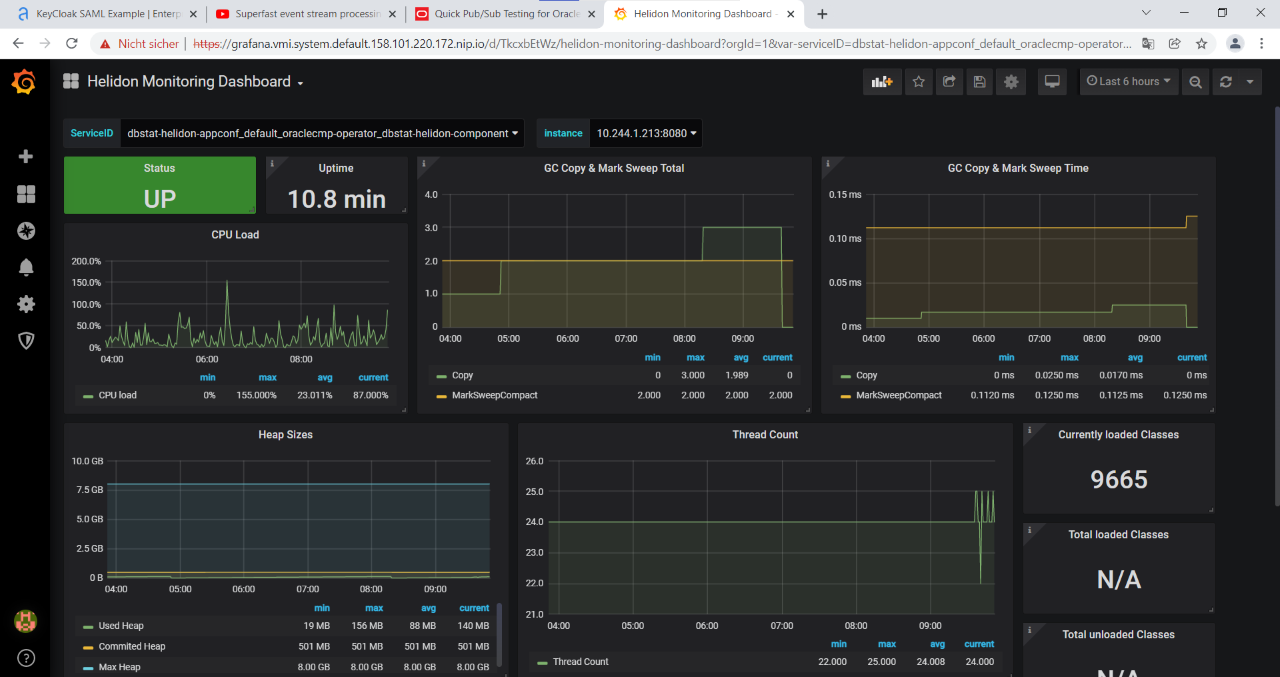 KeyCloak SAML Example | Enterp
Superfast event stream processin
Quick Pub/Sub Testing for Oracle
Helidon Monitoring Dashboard -
Nicht sicher | https://grafana.vmi.system.default.158.101.220.172.nip.io/d/TkcxbEtWz/helidon-monitoring-dashboard?orgId=1&var-serviceID=dbstat-helidon-appconf_default_oraclecmp-operator...
Helidon Monitoring Dashboard
Last 6 hours
ServiceID dbstat-helidon-appconf_default_oraclecmp-operator_dbstat-helidon-component
instance 10.244.1.213:8080
Status
UP
Uptime
10.8 min
CPU Load
200.0%
150.0%
100.0%
50.0%
0%
04:00 06:00 08:00
min max avg current
CPU load 0% 155.000% 23.011% 87.000%
GC Copy & Mark Sweep Total
4.0
3.0
2.0
1.0
0
04:00 05:00 06:00 07:00 08:00 09:00
min max avg current
Copy 0 3.000 1.989 0
MarkSweepCompact 2.000 2.000 2.000 2.000
GC Copy & Mark Sweep Time
0.15 ms
0.10 ms
0.05 ms
0 ms
04:00 05:00 06:00 07:00 08:00 09:00
min max avg current
Copy 0 ms 0.0250 ms 0.0170 ms 0 ms
MarkSweepCompact 0.1120 ms 0.1250 ms 0.1125 ms 0.1250 ms
Heap Sizes
10.0 GB
7.5 GB
5.0 GB
2.5 GB
0 B
04:00 05:00 06:00 07:00 08:00 09:00
min max avg current
Used Heap 19 MB 156 MB 88 MB 140 MB
Commited Heap 501 MB 501 MB 501 MB 501 MB
Max Heap 8.00 GB 8.00 GB 8.00 GB 8.00 GB
Thread Count
26.0
25.0
24.0
23.0
22.0
21.0
04:00 05:00 06:00 07:00 08:00 09:00
min max avg current
Thread Count 22.000 25.000 24.008 24.000
Currently loaded Classes
9665
Total loaded Classes
N/A
Total unloaded Classes
N/A